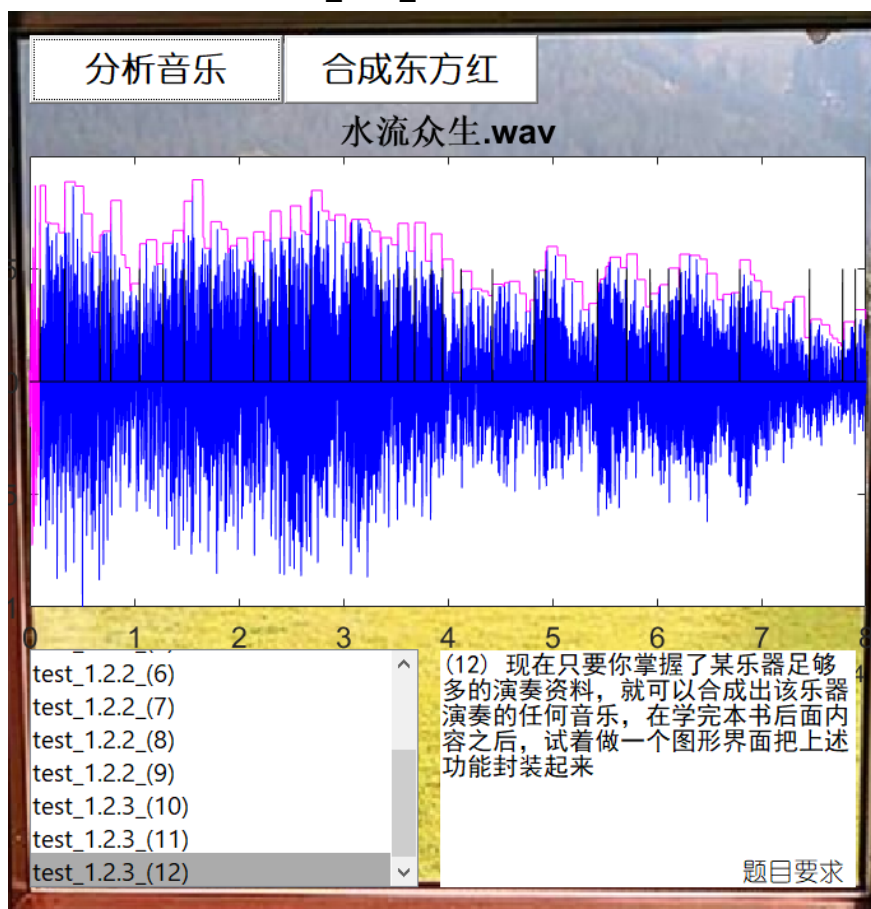 分析音乐
合成东方红
水流众生.wav
0 1 2 3 4 5 6 7 8
test_1.2.2_(6)
test_1.2.2_(7)
test_1.2.2_(8)
test_1.2.2_(9)
test_1.2.3_(10)
test_1.2.3_(11)
test_1.2.3_(12)
(12) 现在只要你掌握了某乐器足够
多的演奏资料，就可以合成出该乐器
演奏的任何音乐，在学完本书后面内
容之后，试着做一个图形界面把上述
功能封装起来
题目要求